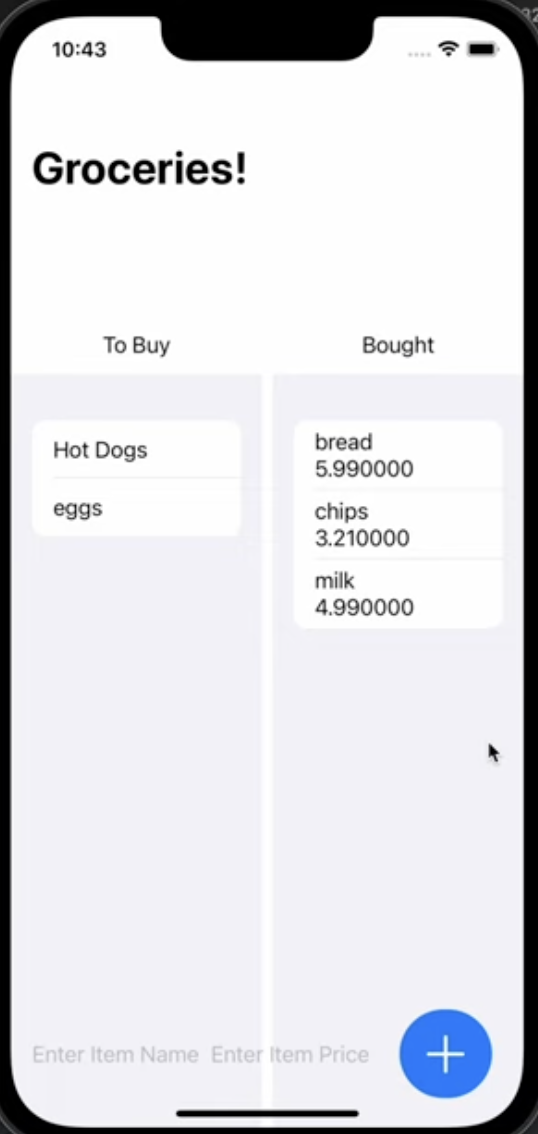 10:43
Groceries!
To Buy
Bought
Hot Dogs
eggs
bread
5.990000
chips
3.210000
milk
4.990000
Enter Item Name
Enter Item Price